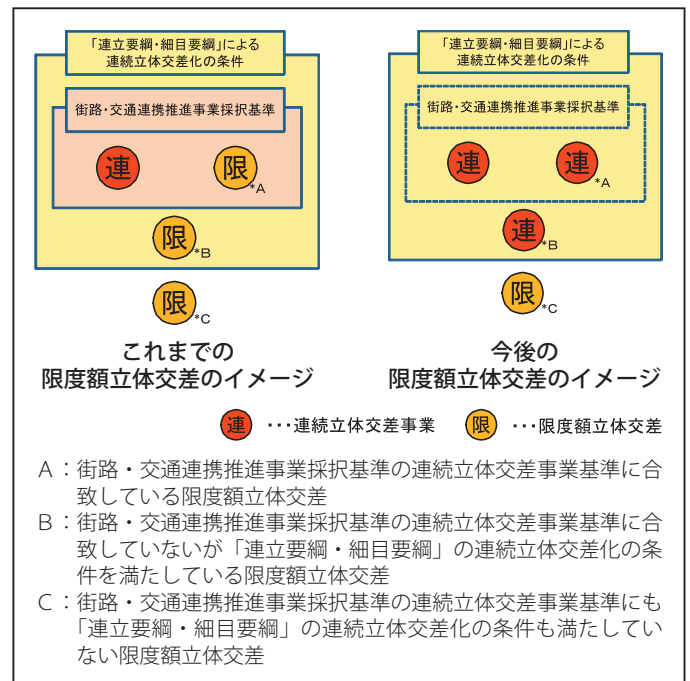 「連立要綱・細目要綱」による
連続立体交差化の条件
街路・交通連携推進事業採択基準
連
限
*A
限
*B
限
*C
これまでの
限度額立体交差のイメージ
「連立要綱・細目要綱」による
連続立体交差化の条件
街路・交通連携推進事業採択基準
連
連
*A
連
*B
限
*C
今後の
限度額立体交差のイメージ
連 ･･･連続立体交差事業 限 ･･･限度額立体交差
A：街路・交通連携推進事業採択基準の連続立体交差事業基準に合
致している限度額立体交差
B：街路・交通連携推進事業採択基準の連続立体交差事業基準に合
致していないが「連立要綱・細目要綱」の連続立体交差化の条
件を満たしている限度額立体交差
C：街路・交通連携推進事業採択基準の連続立体交差事業基準にも
「連立要綱・細目要綱」の連続立体交差化の条件も満たしてい
ない限度額立体交差